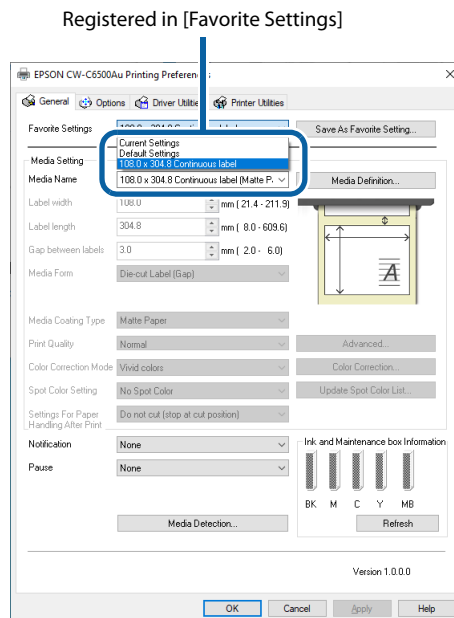 Registered in [Favorite Settings]
EPSON CW-C6500Au Printing Preferences
General Options Driver Utilities Printer Utilities
Favorite Settings Save As Favorite Setting...
Current Settings
Default Settings
108.0 x 304.8 Continuous label
Media Setting
Media Name 108.0 x 304.8 Continuous label (Matte P. Media Definition...
Label width 108.0 mm ( 21.4 - 211.9)
Label length 304.8 mm ( 8.0 - 609.6)
Gap between labels 3.0 mm ( 2.0 - 6.0)
Media Form Die-cut Label (Gap)
A
Media Coating Type Matte Paper
Print Quality Normal Advanced...
Color Correction Mode Vivid colors Color Correction...
Spot Color Setting No Spot Color Update Spot Color List...
Settings For Paper Handling After Print Do not cut (stop at cut position)
Notification None Ink and Maintenance box Information
Pause None
BK M C Y MB
Media Detection... Refresh
Version 1.0.0.0
OK Cancel Apply Help